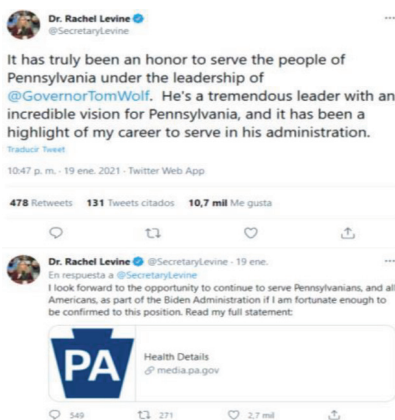 Dr. Rachel Levine
@SecretaryLevine
It has truly been an honor to serve the people of
Pennsylvania under the leadership of
@GovernorTomWolf. He's a tremendous leader with an
incredible vision for Pennsylvania, and it has been a
highlight of my career to serve in his administration.
Traducir Tweet
10:47 p. m. · 19 ene. 2021 · Twitter Web App
478 Retweets 131 Tweets citados 10,7 mil Me gusta
Dr. Rachel Levine @SecretaryLevine · 19 ene.
En respuesta a @SecretaryLevine
I look forward to the opportunity to continue to serve Pennsylvanians, and all
Americans, as part of the Biden Administration if I am fortunate enough to
be confirmed to this position. Read my full statement:
PA
Health Details
media.pa.gov
549 271 2,7 mil